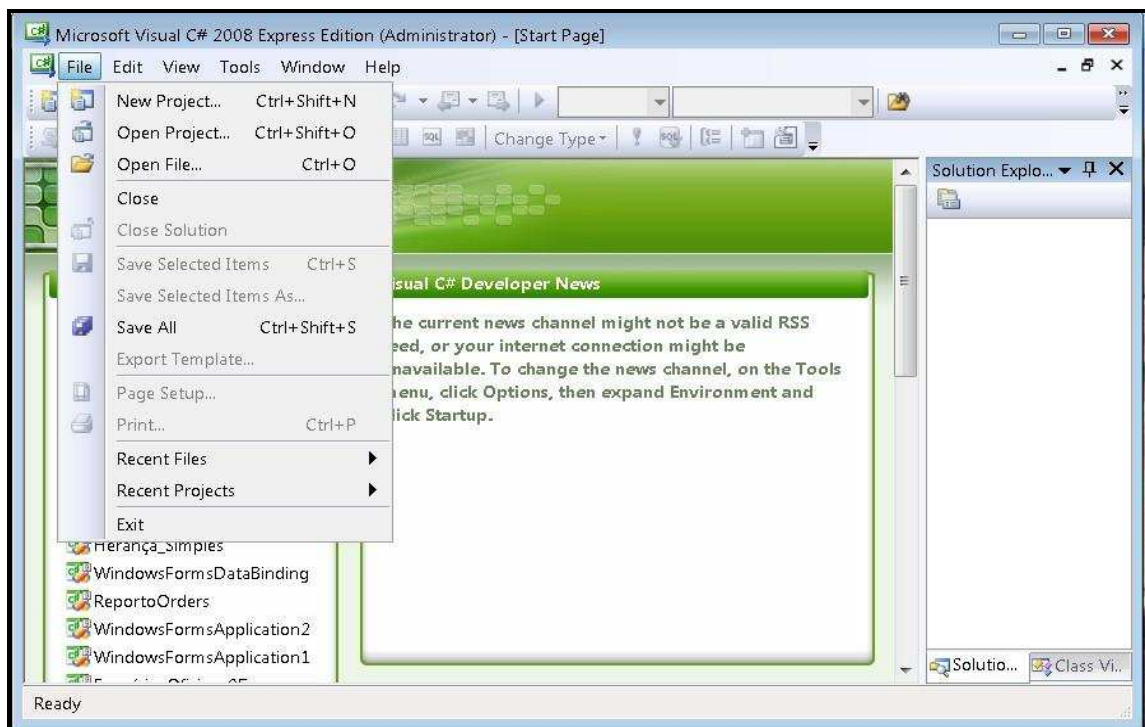 Microsoft Visual C# 2008 Express Edition (Administrator) - [Start Page]
File Edit View Tools Window Help
New Project... Ctrl+Shift+N
Open Project... Ctrl+Shift+O
Open File... Ctrl+O
Close
Close Solution
Save Selected Items Ctrl+S
Save Selected Items As...
Save All Ctrl+Shift+S
Export Template...
Page Setup...
Print... Ctrl+P
Recent Files
Recent Projects
Exit
Change Type
isual C# Developer News
he current news channel might not be a valid RSS
eed, or your internet connection might be
navailable. To change the news channel, on the Tools
enu, click Options, then expand Environment and
lick Startup.
Herança_Simples
WindowsFormsDataBinding
ReportoOrders
WindowsFormsApplication2
WindowsFormsApplication1
Solution Explo...
Solutio... Class Vi..
Ready